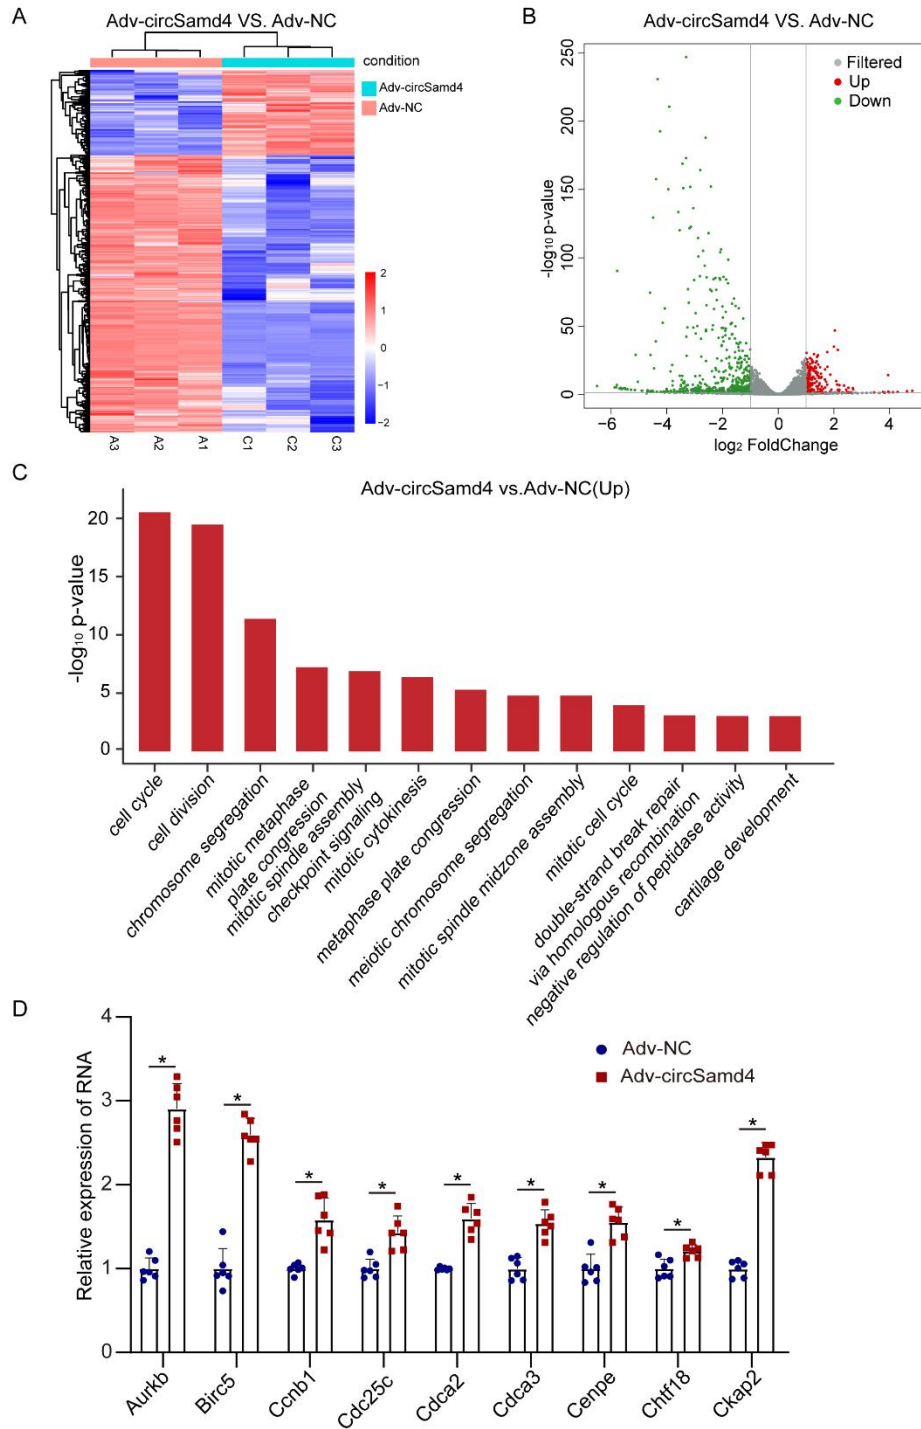 A
Adv-circSamd4 VS. Adv-NC
condition
Adv-circSamd4
Adv-NC
2
1
0
−1
−2
A3
A2
A1
C1
C2
C3
B
Adv-circSamd4 VS. Adv-NC
Filtered
Up
Down
-log10 p-value
250
200
150
100
50
0
−6
−4
−2
0
2
4
log2 FoldChange
C
Adv-circSamd4 vs.Adv-NC(Up)
-log10 p-value
20
15
10
5
0
cell cycle
cell division
chromosome segregation
mitotic metaphase
plate congression
mitotic spindle assembly
checkpoint signaling
mitotic cytokinesis
metaphase plate congression
meiotic chromosome segregation
mitotic spindle midzone assembly
mitotic cell cycle
double-strand break repair
via homologous recombination
negative regulation of peptidase activity
cartilage development
D
Relative expression of RNA
4
3
2
1
0
Adv-NC
Adv-circSamd4
*
*
*
*
*
*
*
*
*
Aurkb
Birc5
Ccnb1
Cdc25c
Cdca2
Cdca3
Cenpe
Chtf18
Ckap2